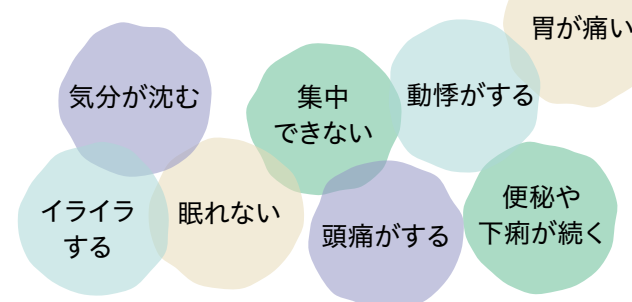 胃が痛い
気分が沈む
集中
できない
動悸がする
イライラ
する
眠れない
頭痛がする
便秘や
下痢が続く